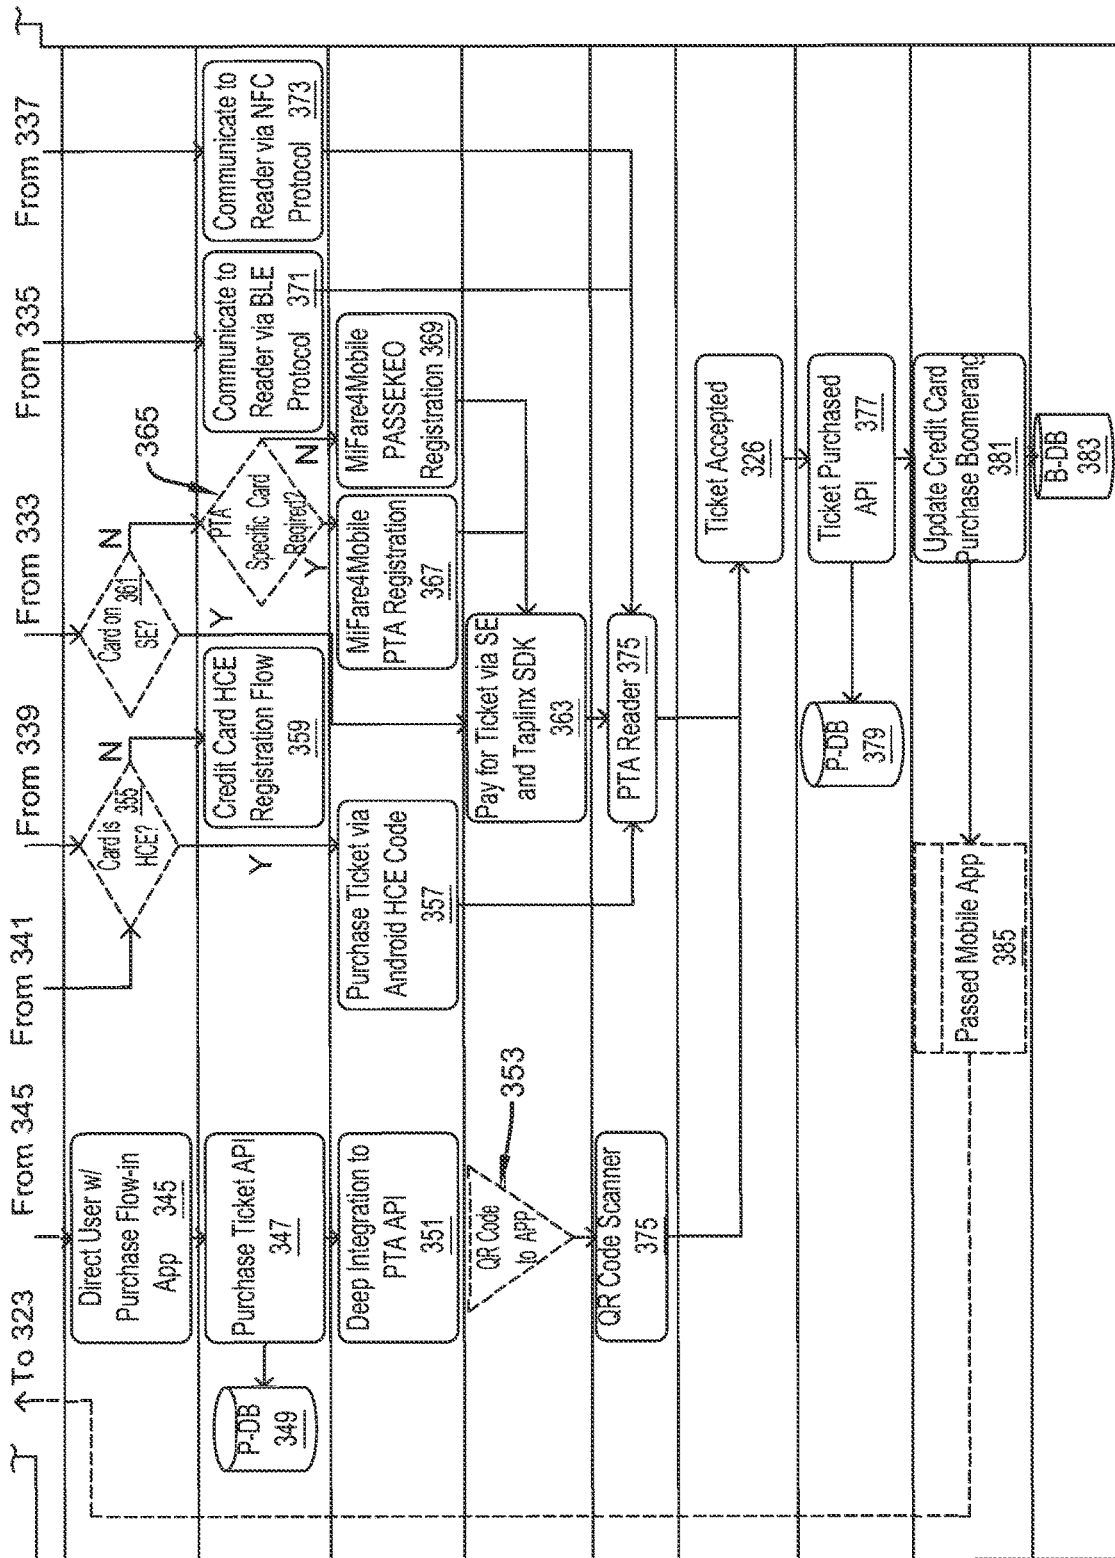 To 323
From 345
From 341
From 339
From 333
From 335
From 337
Direct User w/
Purchase Flow-in
App 345
Card is
355
HCE?
N
Y
Card on
361
SE?
N
Y
365
Purchase Ticket API
347
P-DB
349
Credit Card HCE
Registration Flow
359
PTA
Specific Card
Reqired?
Y
N
Communicate to
Reader via BLE
Protocol 371
Communicate to
Reader via NFC
Protocol 373
Deep Integration to
PTA API
351
Purchase Ticket via
Android HCE Code
357
MiFare4Mobile
PTA Registration
367
MiFare4Mobile
PASSEKEO
Registration 369
QR Code
to APP
353
Pay for Ticket via SE
and Taplinx SDK
363
QR Code Scanner
375
PTA Reader 375
Ticket Accepted
326
P-DB
379
Ticket Purchased
API 377
Passed Mobile App
385
Update Credit Card
Purchase Boomerang
381
B-DB
383